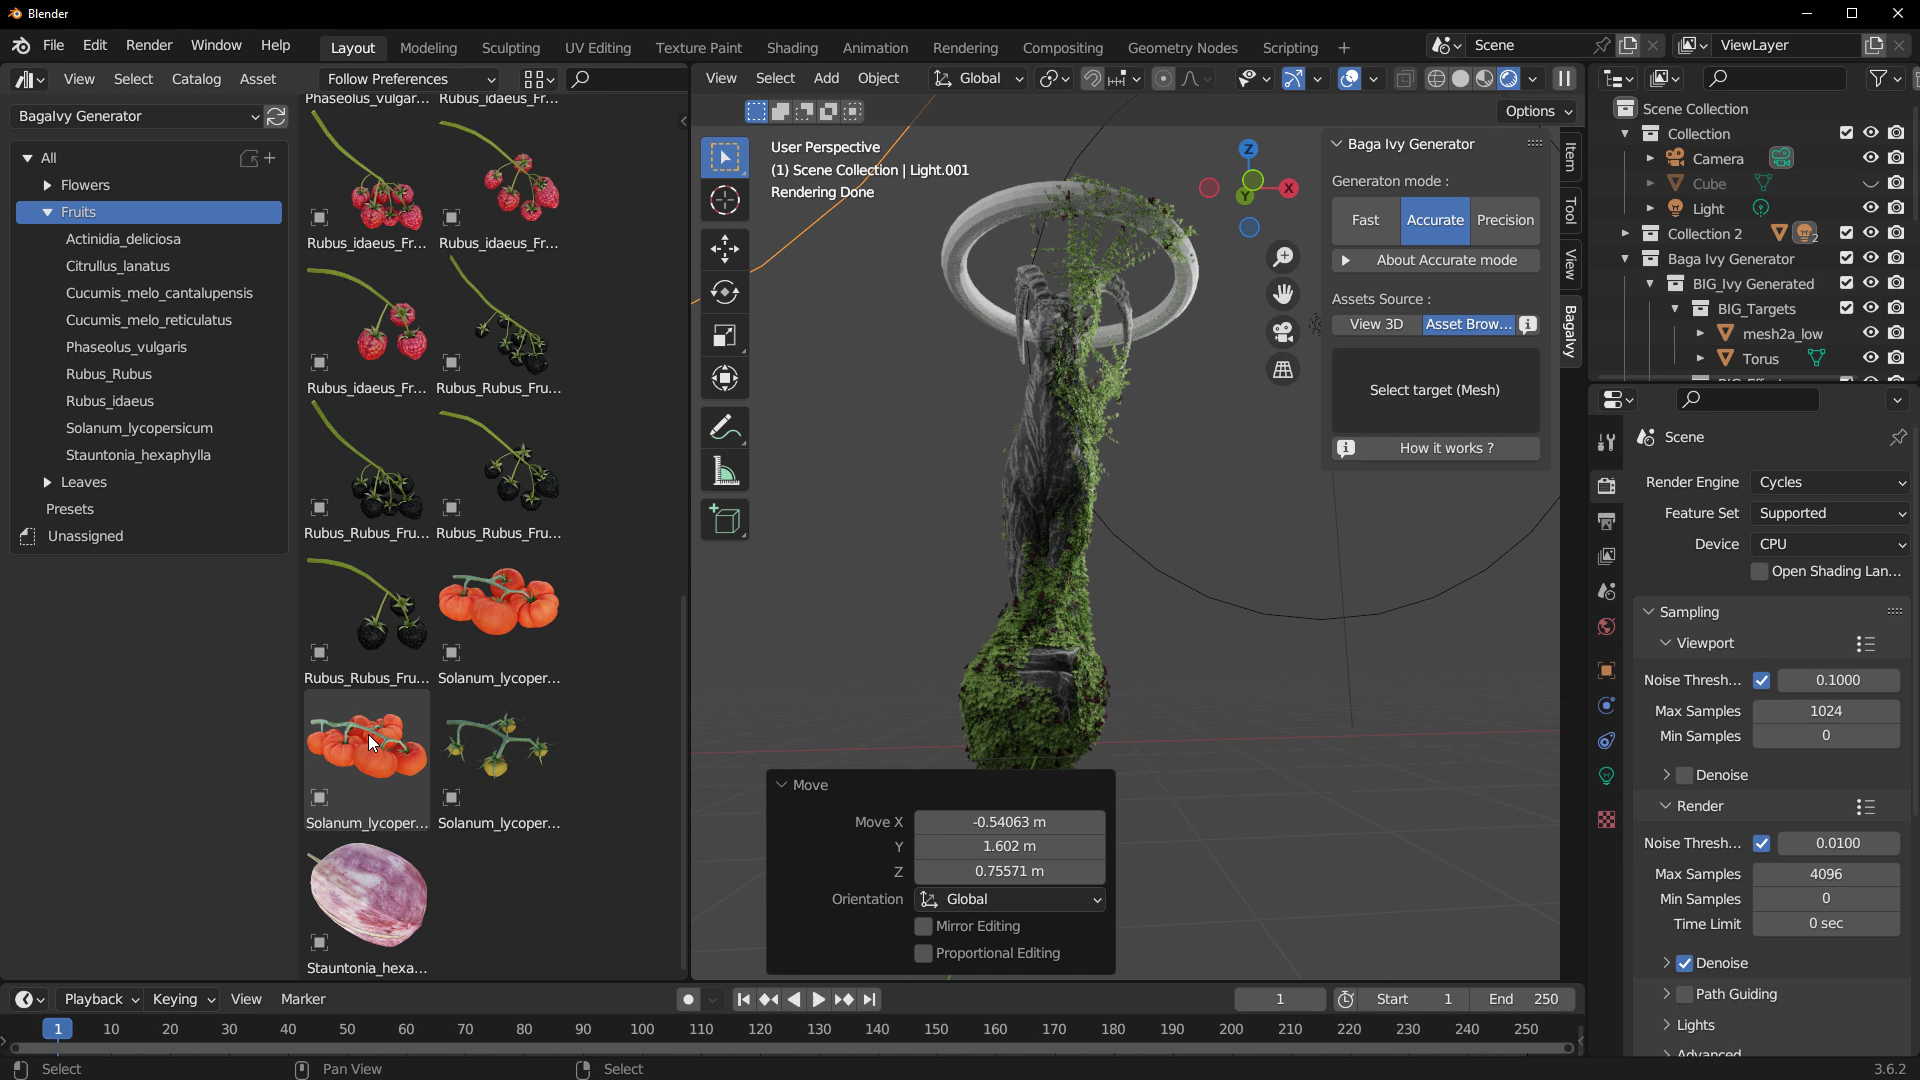 Blender
File Edit Render Window Help
Layout Modeling Sculpting UV Editing Texture Paint Shading Animation Rendering Compositing Geometry Nodes Scripting +
Scene
ViewLayer
View Select Catalog Asset
Follow Preferences
View Select Add Object
Global
Options
BagaIvy Generator
All
Flowers
Fruits
Actinidia_deliciosa
Citrullus_lanatus
Cucumis_melo_cantalupensis
Cucumis_melo_reticulatus
Phaseolus_vulgaris
Rubus_Rubus
Rubus_idaeus
Solanum_lycopersicum
Stauntonia_hexaphylla
Leaves
Presets
Unassigned
Phaseolus_vulgar... Rubus_idaeus_Fr...
Rubus_idaeus_Fr... Rubus_idaeus_Fr...
Rubus_idaeus_Fr... Rubus_Rubus_Fru...
Rubus_Rubus_Fru... Rubus_Rubus_Fru...
Rubus_Rubus_Fru... Solanum_lycoper...
Solanum_lycoper... Solanum_lycoper...
Stauntonia_hexa...
User Perspective
(1) Scene Collection | Light.001
Rendering Done
Z
X
Y
Baga Ivy Generator
Generaton mode :
Fast Accurate Precision
About Accurate mode
Assets Source :
View 3D Asset Brow...
Select target (Mesh)
How it works ?
Item
Tool
View
BagaIvy
Move
Move X -0.54063 m
Y 1.602 m
Z 0.75571 m
Orientation Global
Mirror Editing
Proportional Editing
Scene Collection
Collection
Camera
Cube
Light
Collection 2 2
Baga Ivy Generator
BIG_Ivy Generated
BIG_Targets
mesh2a_low
Torus
Scene
Render Engine Cycles
Feature Set Supported
Device CPU
Open Shading Lan...
Sampling
Viewport
Noise Thresh... 0.1000
Max Samples 1024
Min Samples 0
Denoise
Render
Noise Thresh... 0.0100
Max Samples 4096
Min Samples 0
Time Limit 0 sec
Denoise
Path Guiding
Lights
Advanced
Playback Keying View Marker
1 Start 1 End 250
1 10 20 30 40 50 60 70 80 90 100 110 120 130 140 150 160 170 180 190 200 210 220 230 240 250
Select Pan View Select 3.6.2